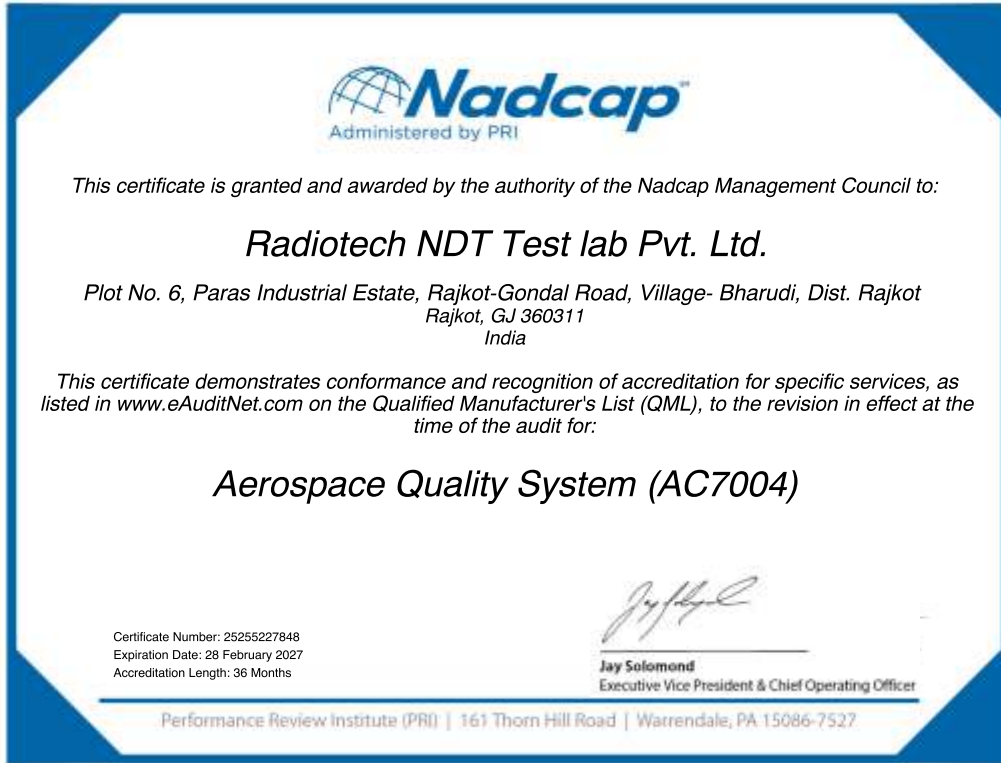 Nadcap
Administered by PRI
This certificate is granted and awarded by the authority of the Nadcap Management Council to:
Radiotech NDT Test lab Pvt. Ltd.
Plot No. 6, Paras Industrial Estate, Rajkot-Gondal Road, Village- Bharudi, Dist. Rajkot
Rajkot, GJ 360311
India
This certificate demonstrates conformance and recognition of accreditation for specific services, as
listed in www.eAuditNet.com on the Qualified Manufacturer's List (QML), to the revision in effect at the
time of the audit for:
Aerospace Quality System (AC7004)
Certificate Number: 25255227848
Expiration Date: 28 February 2027
Accreditation Length: 36 Months
Jay Solomond
Executive Vice President & Chief Operating Officer
Performance Review Institute (PRI) | 161 Thorn Hill Road | Warrendale, PA 15086-7527